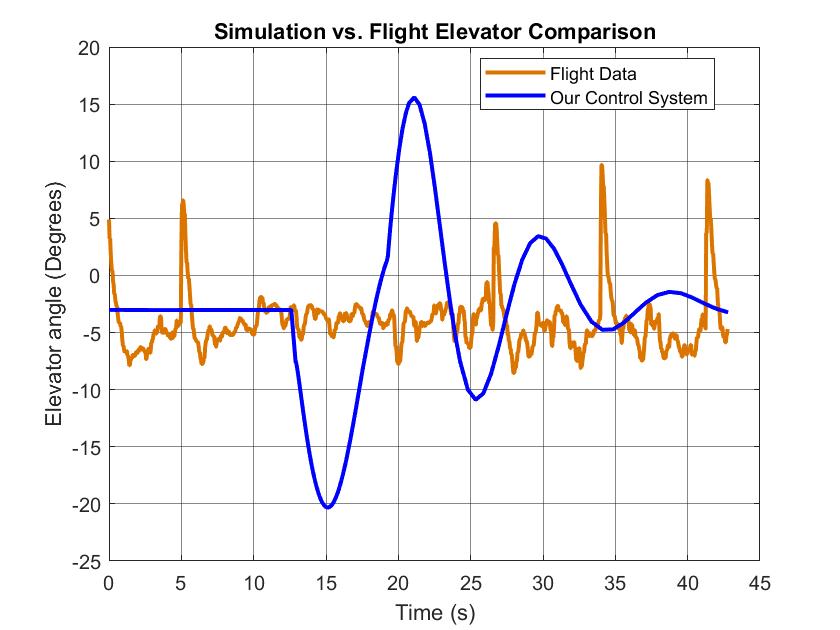 Simulation vs. Flight Elevator Comparison
Flight Data
Our Control System
Elevator angle (Degrees)
20
15
10
5
0
-5
-10
-15
-20
-25
0 5 10 15 20 25 30 35 40 45
Time (s)